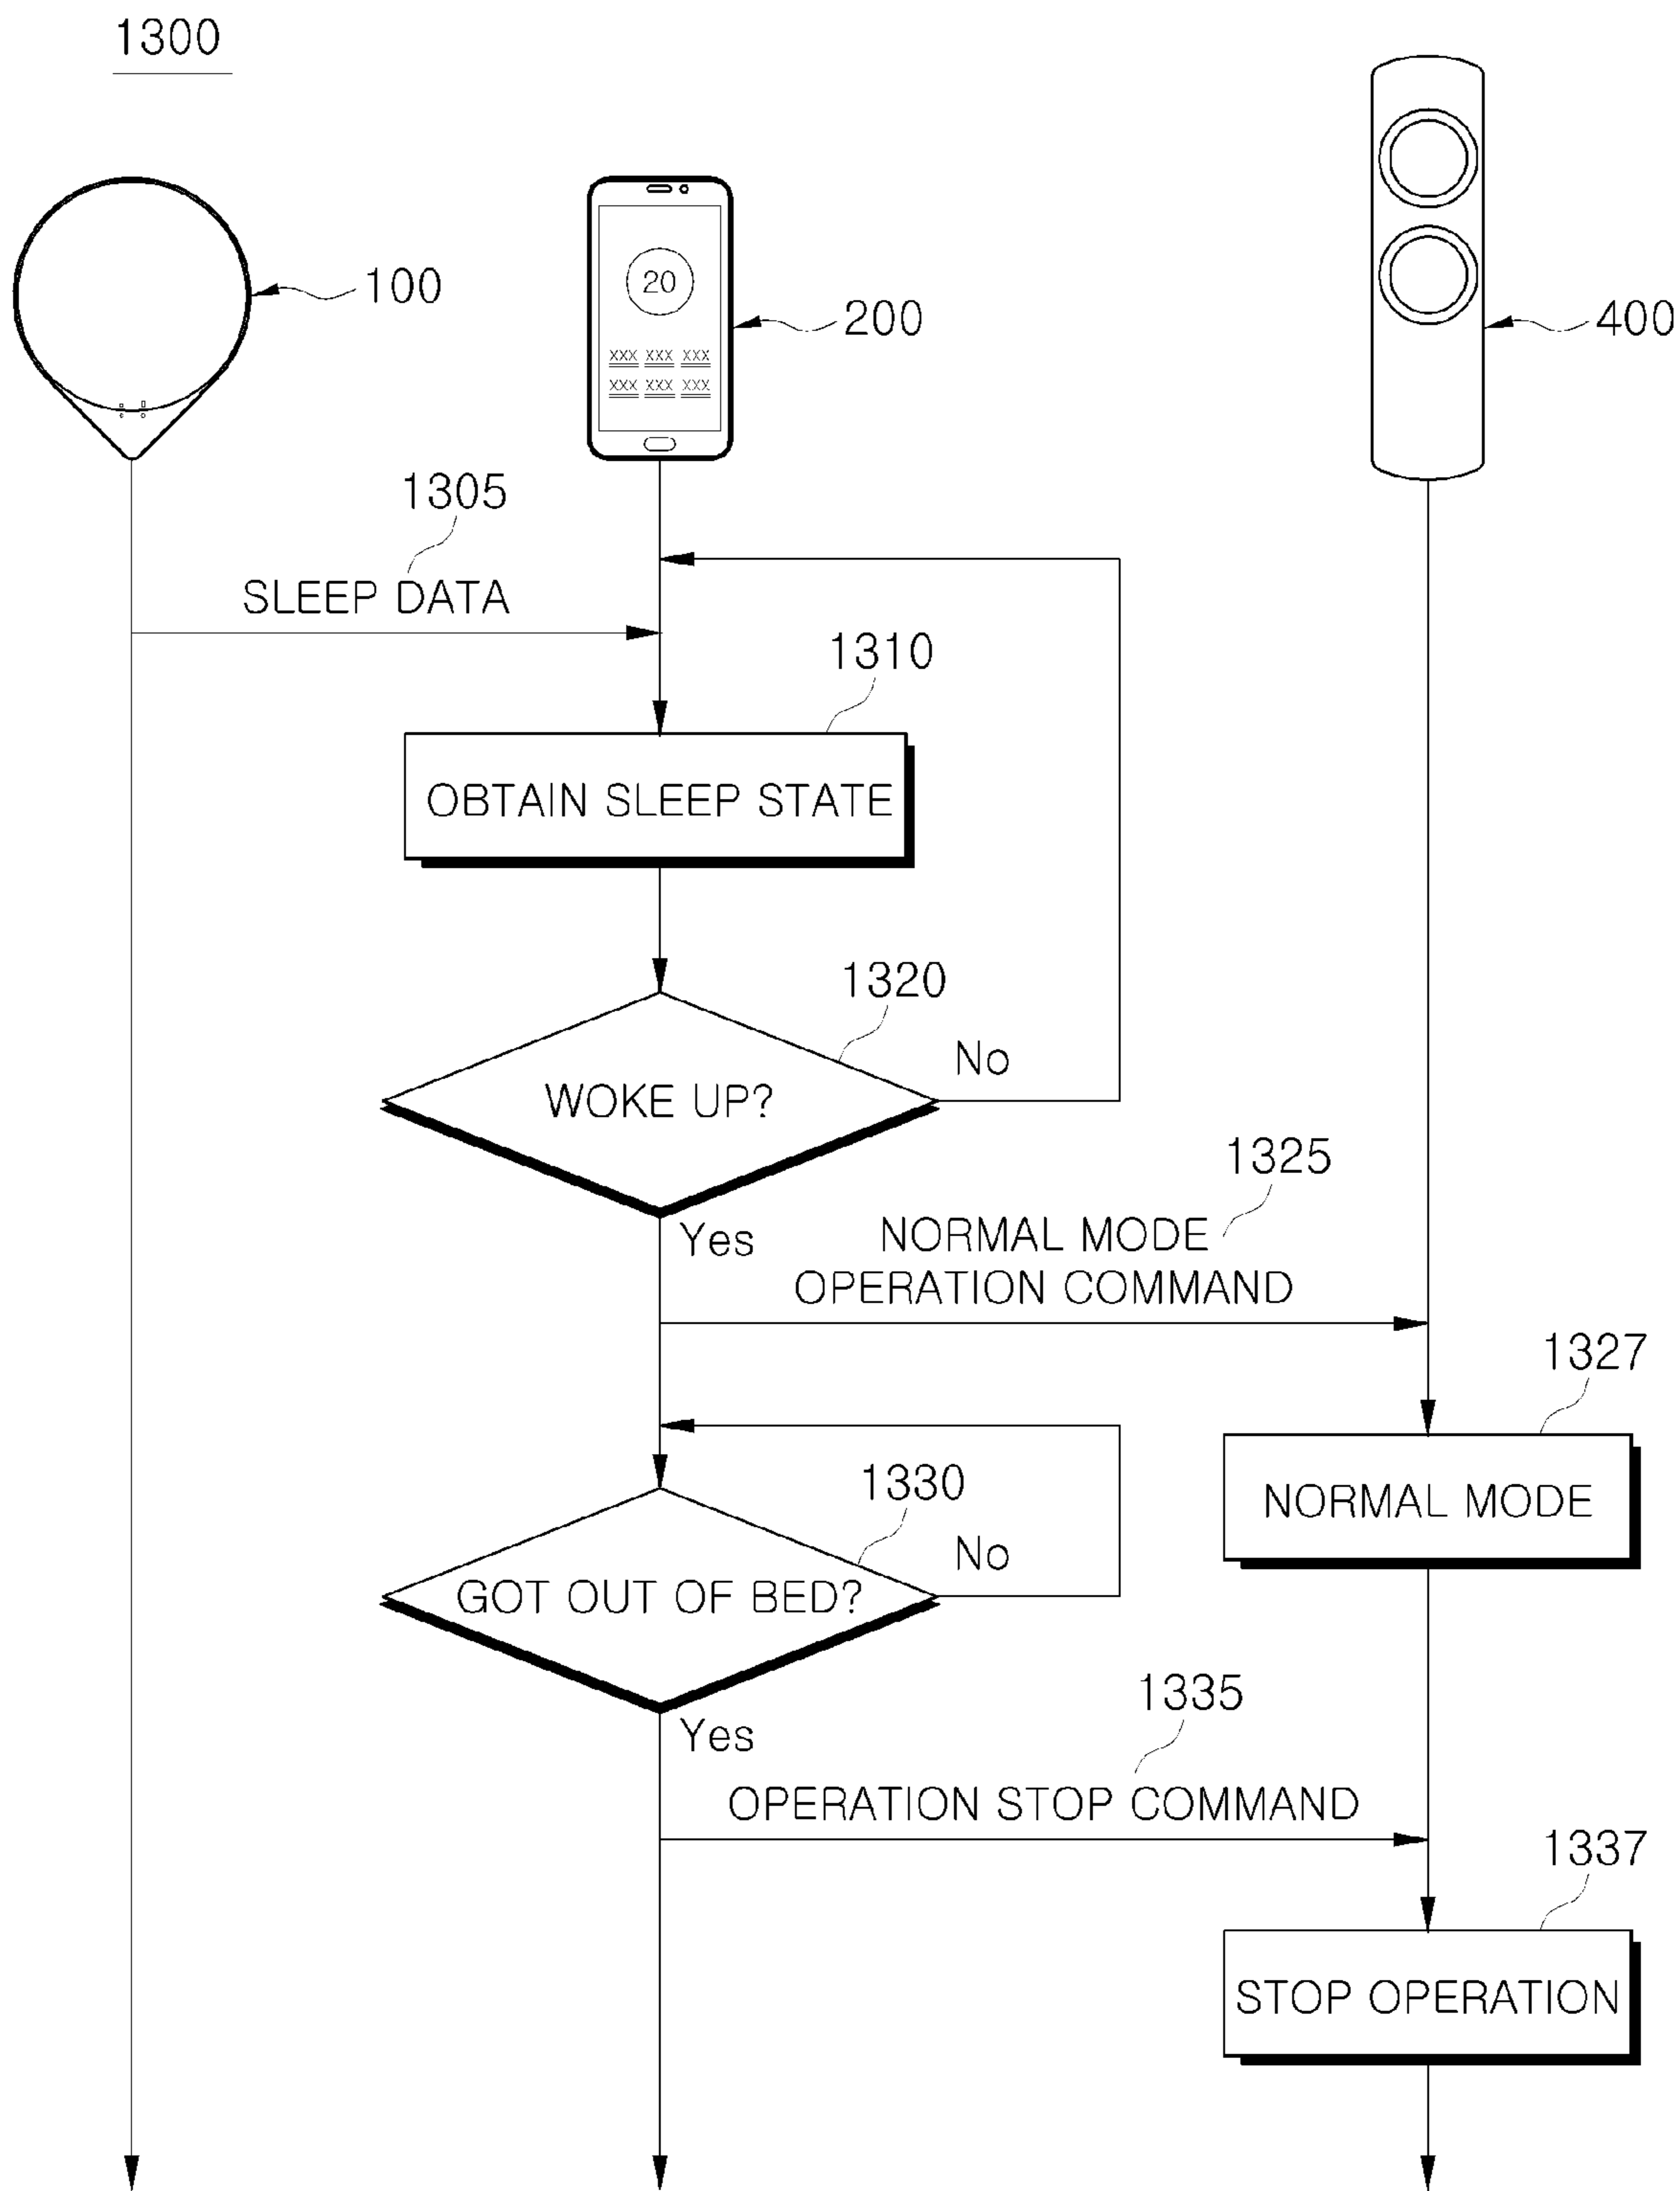 1300
100
20
200
XXX XXX XXX
XXX XXX XXX
400
1305
SLEEP DATA
1310
OBTAIN SLEEP STATE
1320
No
WOKE UP?
1325
Yes
NORMAL MODE
OPERATION COMMAND
1327
1330
NORMAL MODE
No
GOT OUT OF BED?
1335
Yes
OPERATION STOP COMMAND
1337
STOP OPERATION